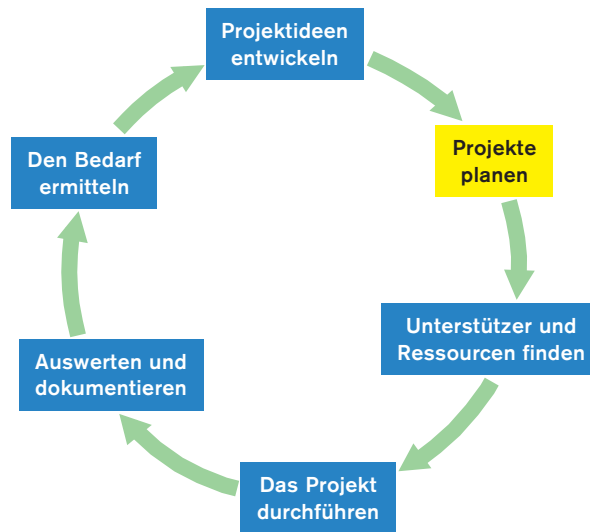 Projektideen
entwickeln
Projekte
planen
Unterstützer und
Ressourcen finden
Das Projekt
durchführen
Auswerten und
dokumentieren
Den Bedarf
ermitteln